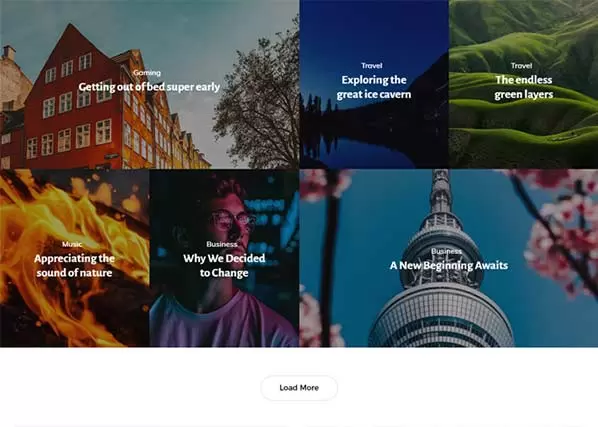 Gaming
Getting out of bed super early
Travel
Exploring the
great ice cavern
Travel
The endless
green layers
Music
Appreciating the
sound of nature
Business
Why We Decided
to Change
Business
A New Beginning Awaits
Load More